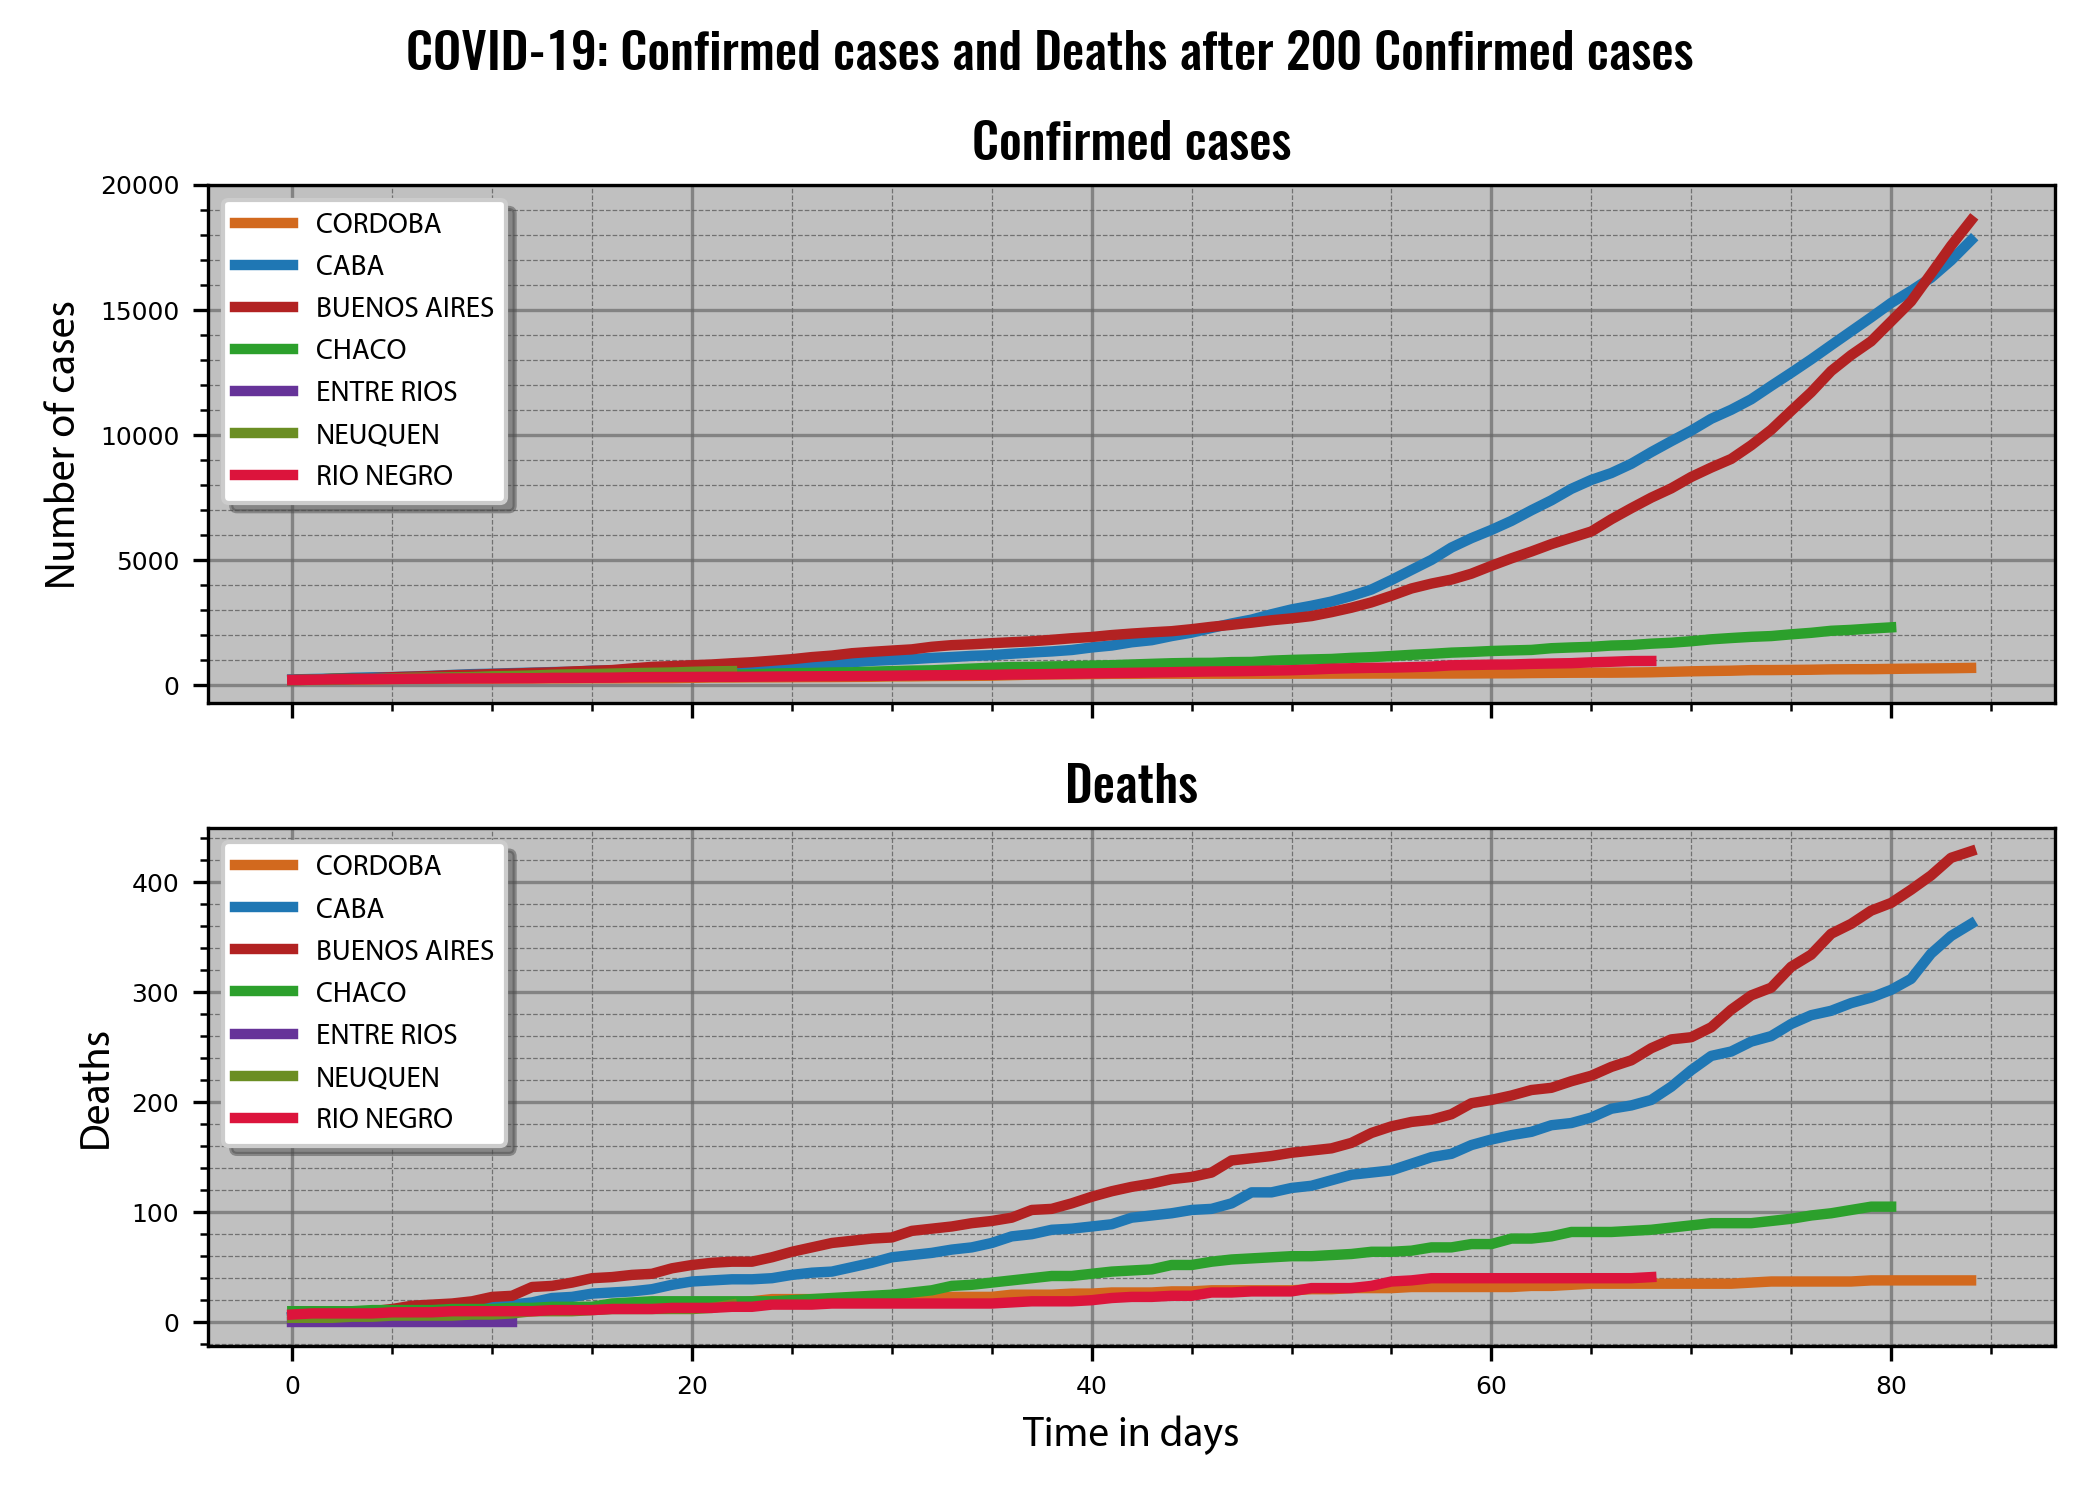 COVID-19: Confirmed cases and Deaths after 200 Confirmed cases
Confirmed cases
20000
15000
10000
5000
0
Number of cases
CORDOBA
CABA
BUENOS AIRES
CHACO
ENTRE RIOS
NEUQUEN
RIO NEGRO
Deaths
400
300
200
100
0
Deaths
CORDOBA
CABA
BUENOS AIRES
CHACO
ENTRE RIOS
NEUQUEN
RIO NEGRO
0 20 40 60 80
Time in days